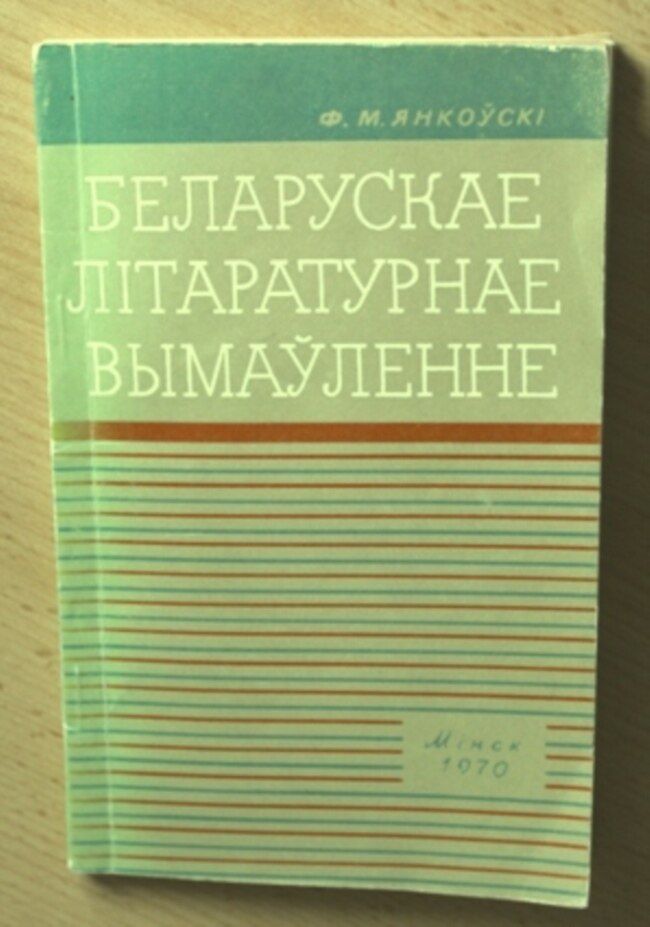 Ф. М. ЯНКОЎСКІ
БЕЛАРУСКАЕ
ЛІТАРАТУРНАЕ
ВЫМАЎЛЕННЕ
Мінск
1970